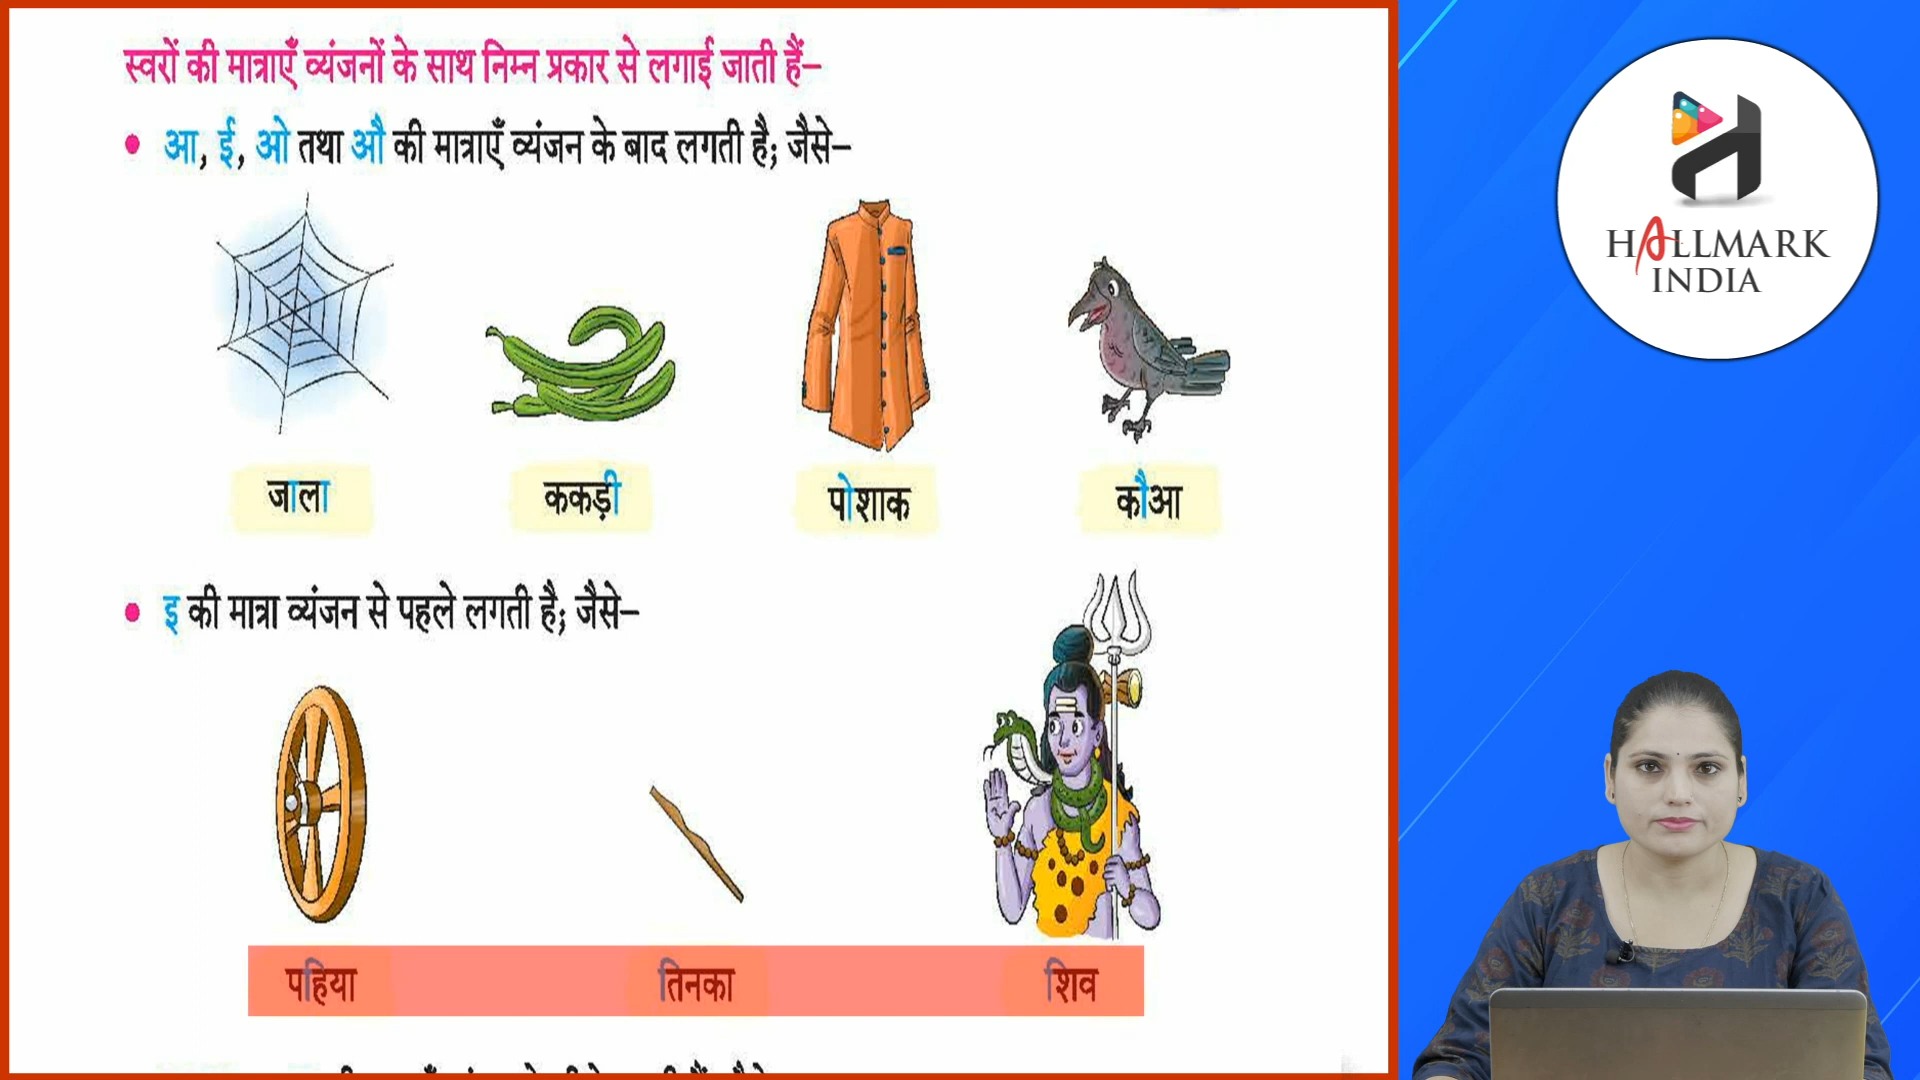 स्वरों की मात्राएँ व्यंजनों के साथ निम्न प्रकार से लगाई जाती हैं–
• आ, ई, ओ तथा औ की मात्राएँ व्यंजन के बाद लगती है; जैसे–
जाला ककड़ी पोशाक कौआ
• इ की मात्रा व्यंजन से पहले लगती है; जैसे–
पहिया तिनका शिव
HALLMARK
INDIA